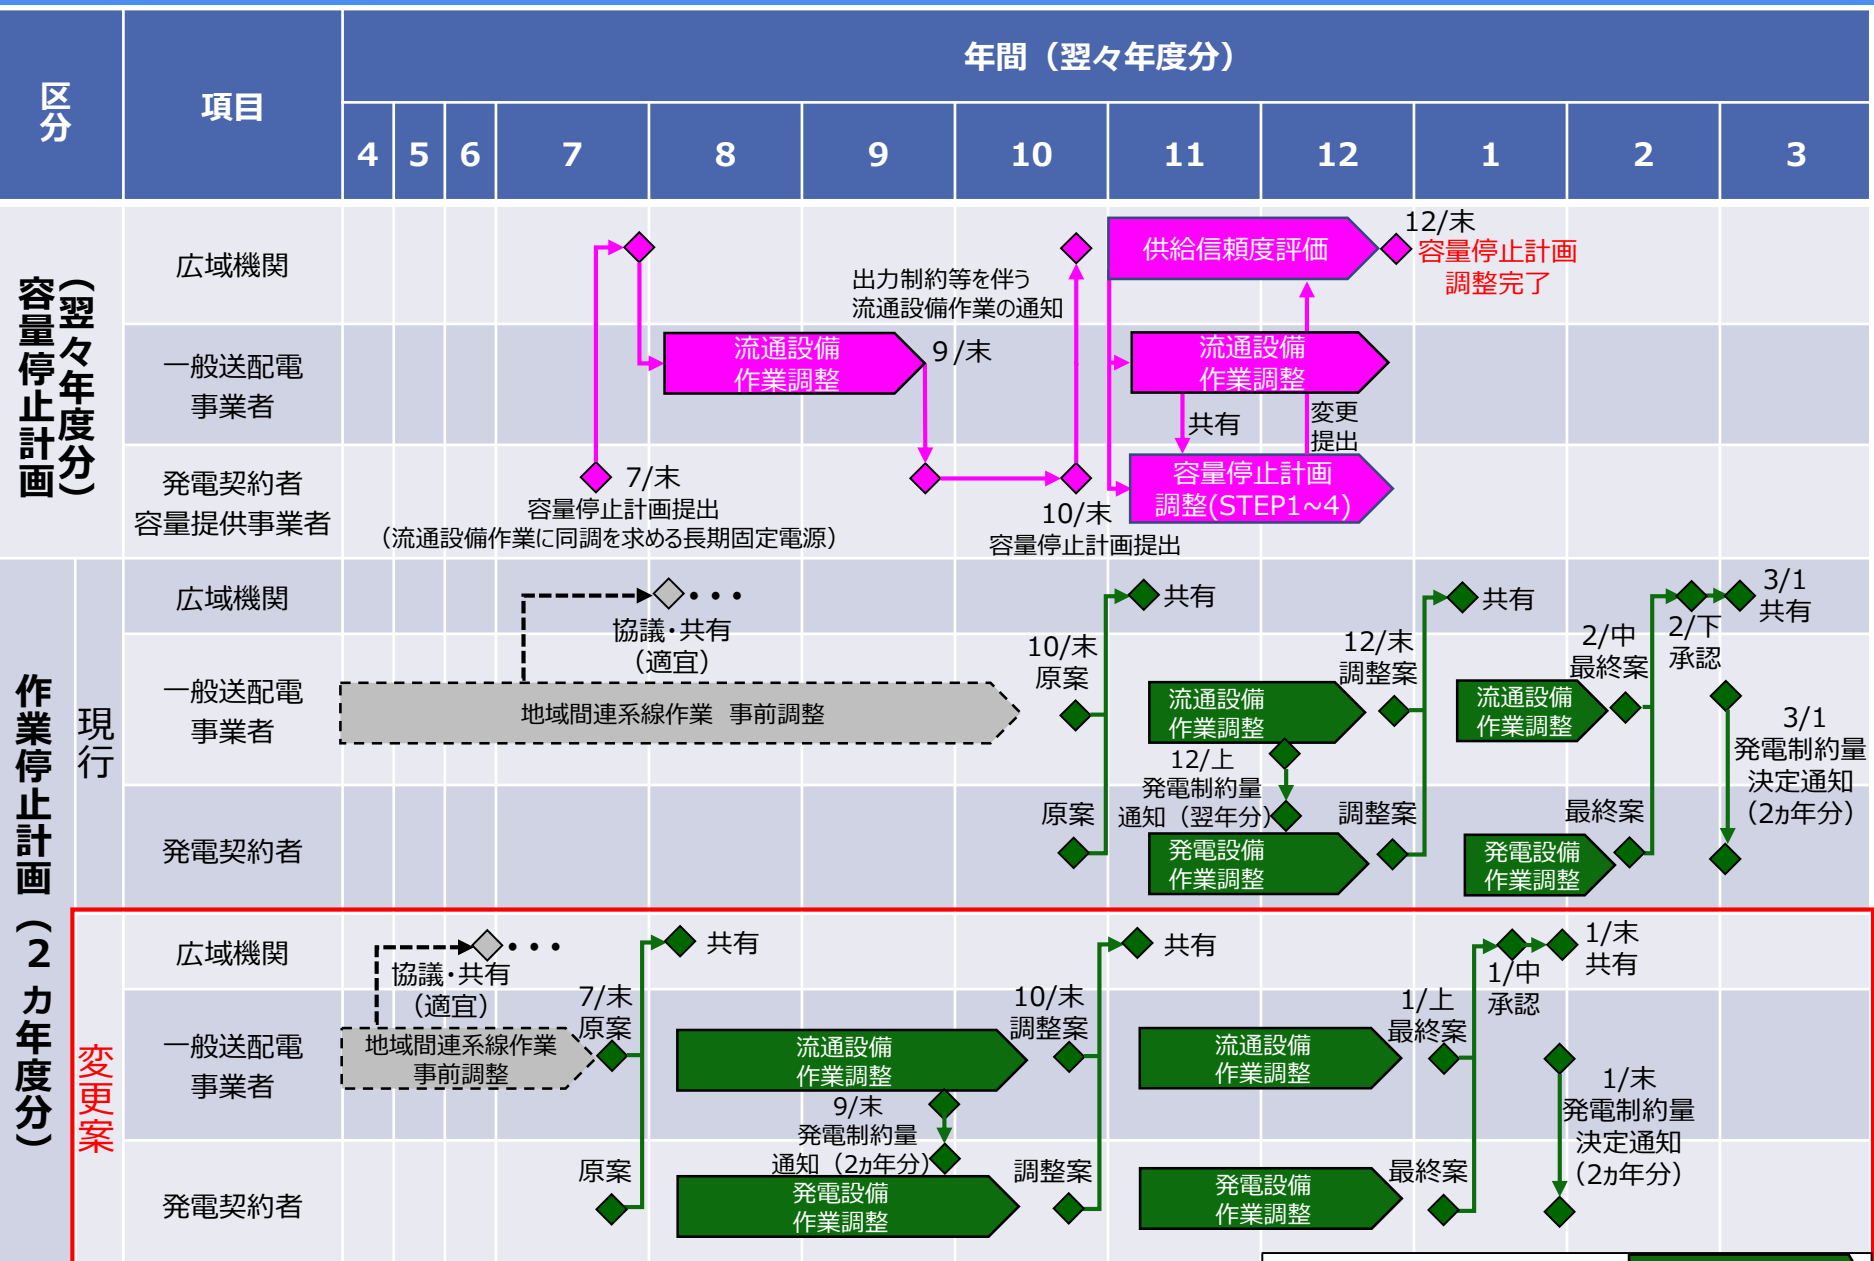 区分
項目
年間（翌々年度分）
4
5
6
7
8
9
10
11
12
1
2
3
容量停止計画
（翌々年度分）
広域機関
出力制約等を伴う
流通設備作業の通知
供給信頼度評価
12/末
容量停止計画
調整完了
一般送配電
事業者
流通設備
作業調整
9/末
流通設備
作業調整
共有
変更
提出
発電契約者
容量提供事業者
7/末
容量停止計画提出
（流通設備作業に同調を求める長期固定電源）
10/末
容量停止計画提出
容量停止計画
調整(STEP1~4)
作業停止計画（２カ年度分）
現行
広域機関
協議・共有
（適宜）
・・・
共有
共有
2/下
承認
3/1
共有
一般送配電
事業者
地域間連系線作業　事前調整
10/末
原案
流通設備
作業調整
12/末
調整案
流通設備
作業調整
2/中
最終案
12/上
発電制約量
通知（翌年分）
3/1
発電制約量
決定通知
（2ヵ年分）
発電契約者
原案
発電設備
作業調整
調整案
発電設備
作業調整
最終案
変更案
広域機関
協議・共有
（適宜）
・・・
共有
共有
1/中
承認
1/末
共有
一般送配電
事業者
地域間連系線作業
事前調整
7/末
原案
流通設備
作業調整
10/末
調整案
流通設備
作業調整
1/上
最終案
9/末
発電制約量
通知（2ヵ年分）
1/末
発電制約量
決定通知
（2ヵ年分）
発電契約者
原案
発電設備
作業調整
調整案
発電設備
作業調整
最終案